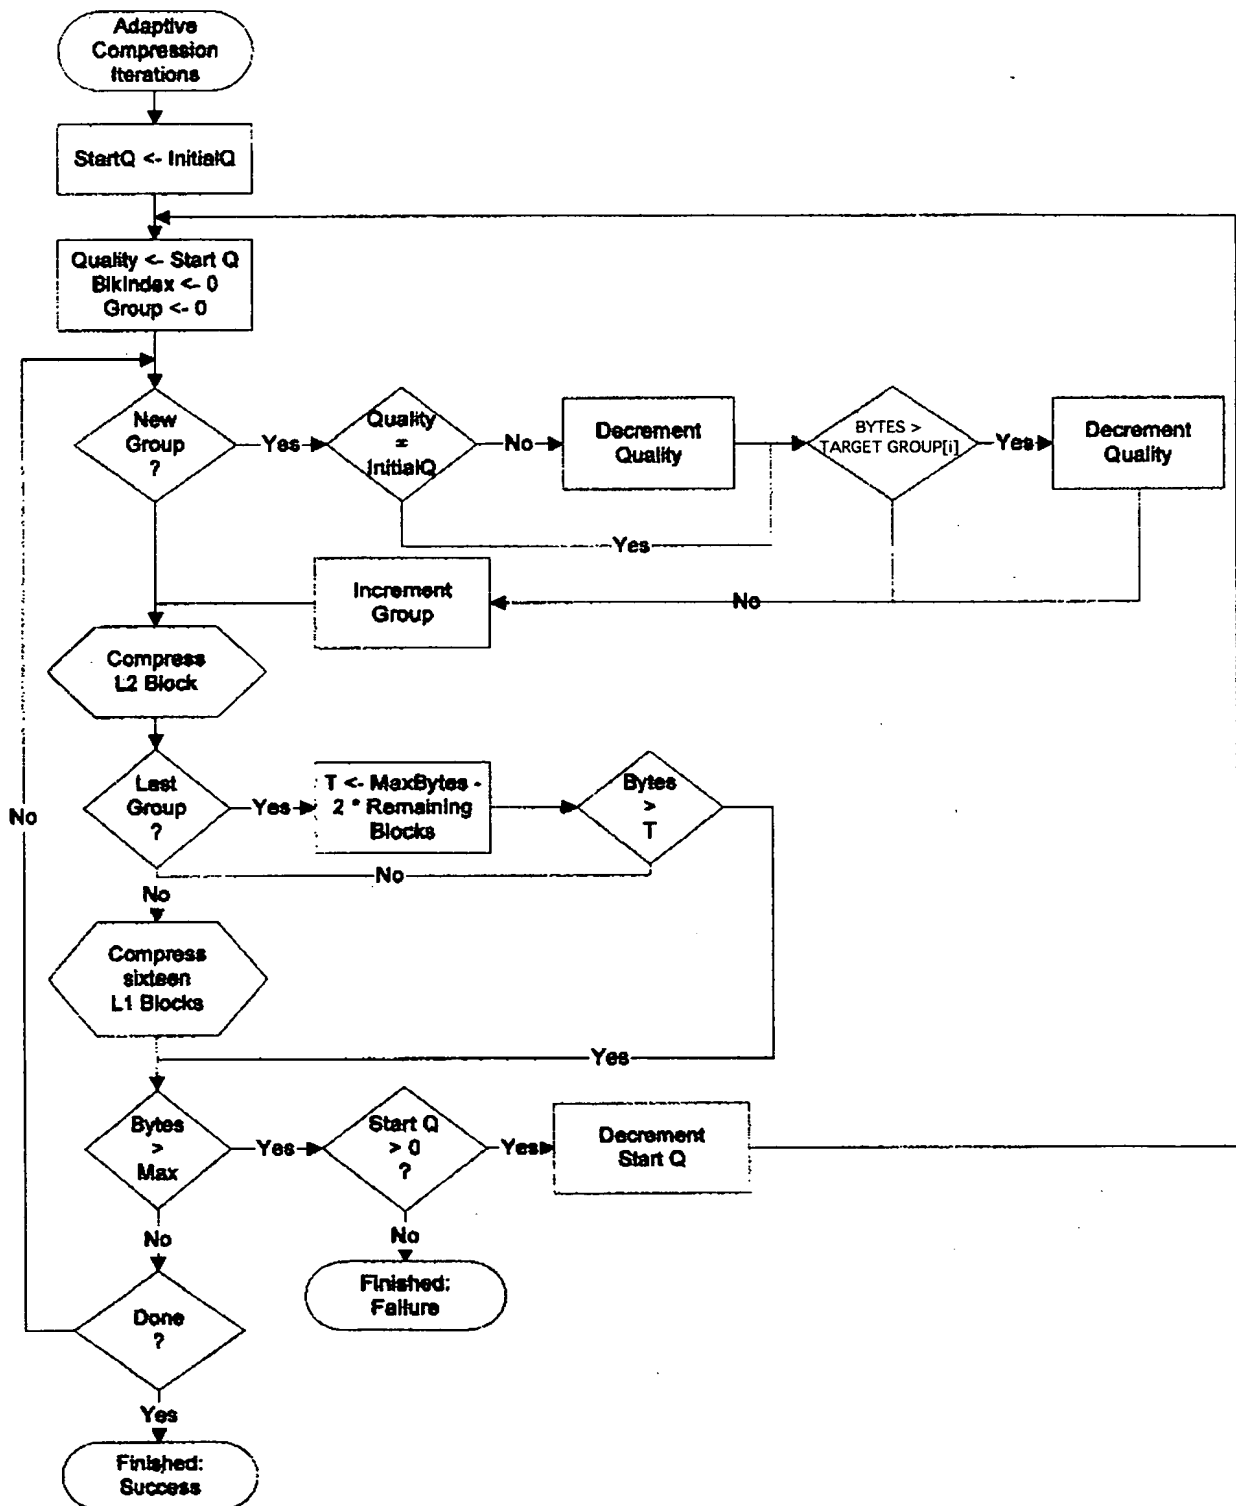 Adaptive
Compression
Iterations
StartQ <- InitialQ
Quality <- Start Q
BlkIndex <- 0
Group <- 0
New
Group
?
Yes
Quality
=
InitialQ
No
Decrement
Quality
BYTES >
TARGET GROUP[i]
Yes
Decrement
Quality
Yes
Increment
Group
No
Compress
L2 Block
Last
Group
?
Yes
T <- MaxBytes -
2 * Remaining
Blocks
Bytes
>
T
No
No
No
Compress
sixteen
L1 Blocks
Yes
Bytes
>
Max
Yes
Start Q
> 0
?
Yes
Decrement
Start Q
No
No
Finished:
Failure
Done
?
Yes
Finished:
Success